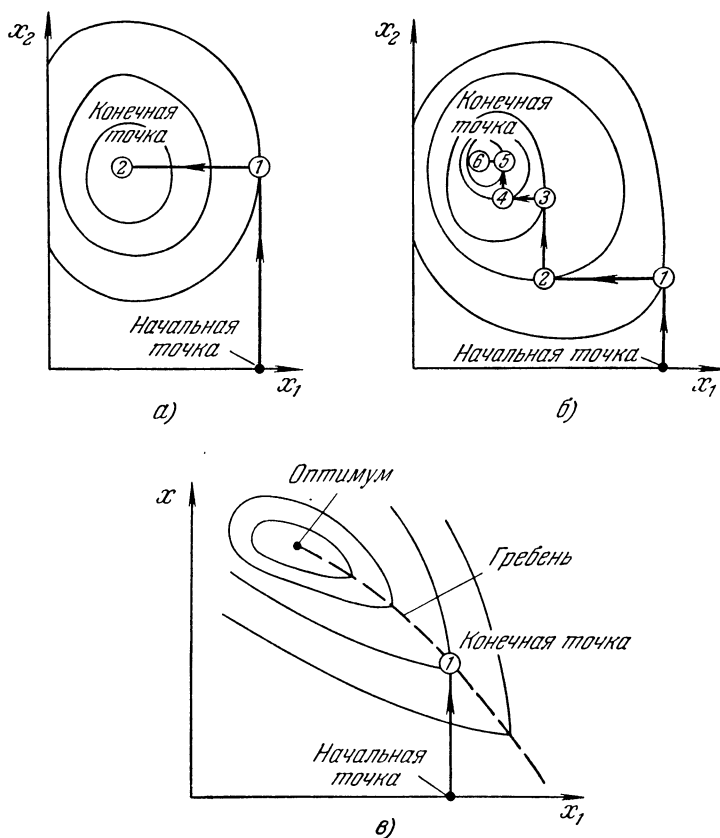 x₂
Конечная
точка
2
1
Начальная
точка
x₁
а)
x₂
Конечная
точка
6
5
4
3
2
1
Начальная точка
x₁
б)
x
Оптимум
Гребень
Конечная точка
1
Начальная
точка
x₁
в)